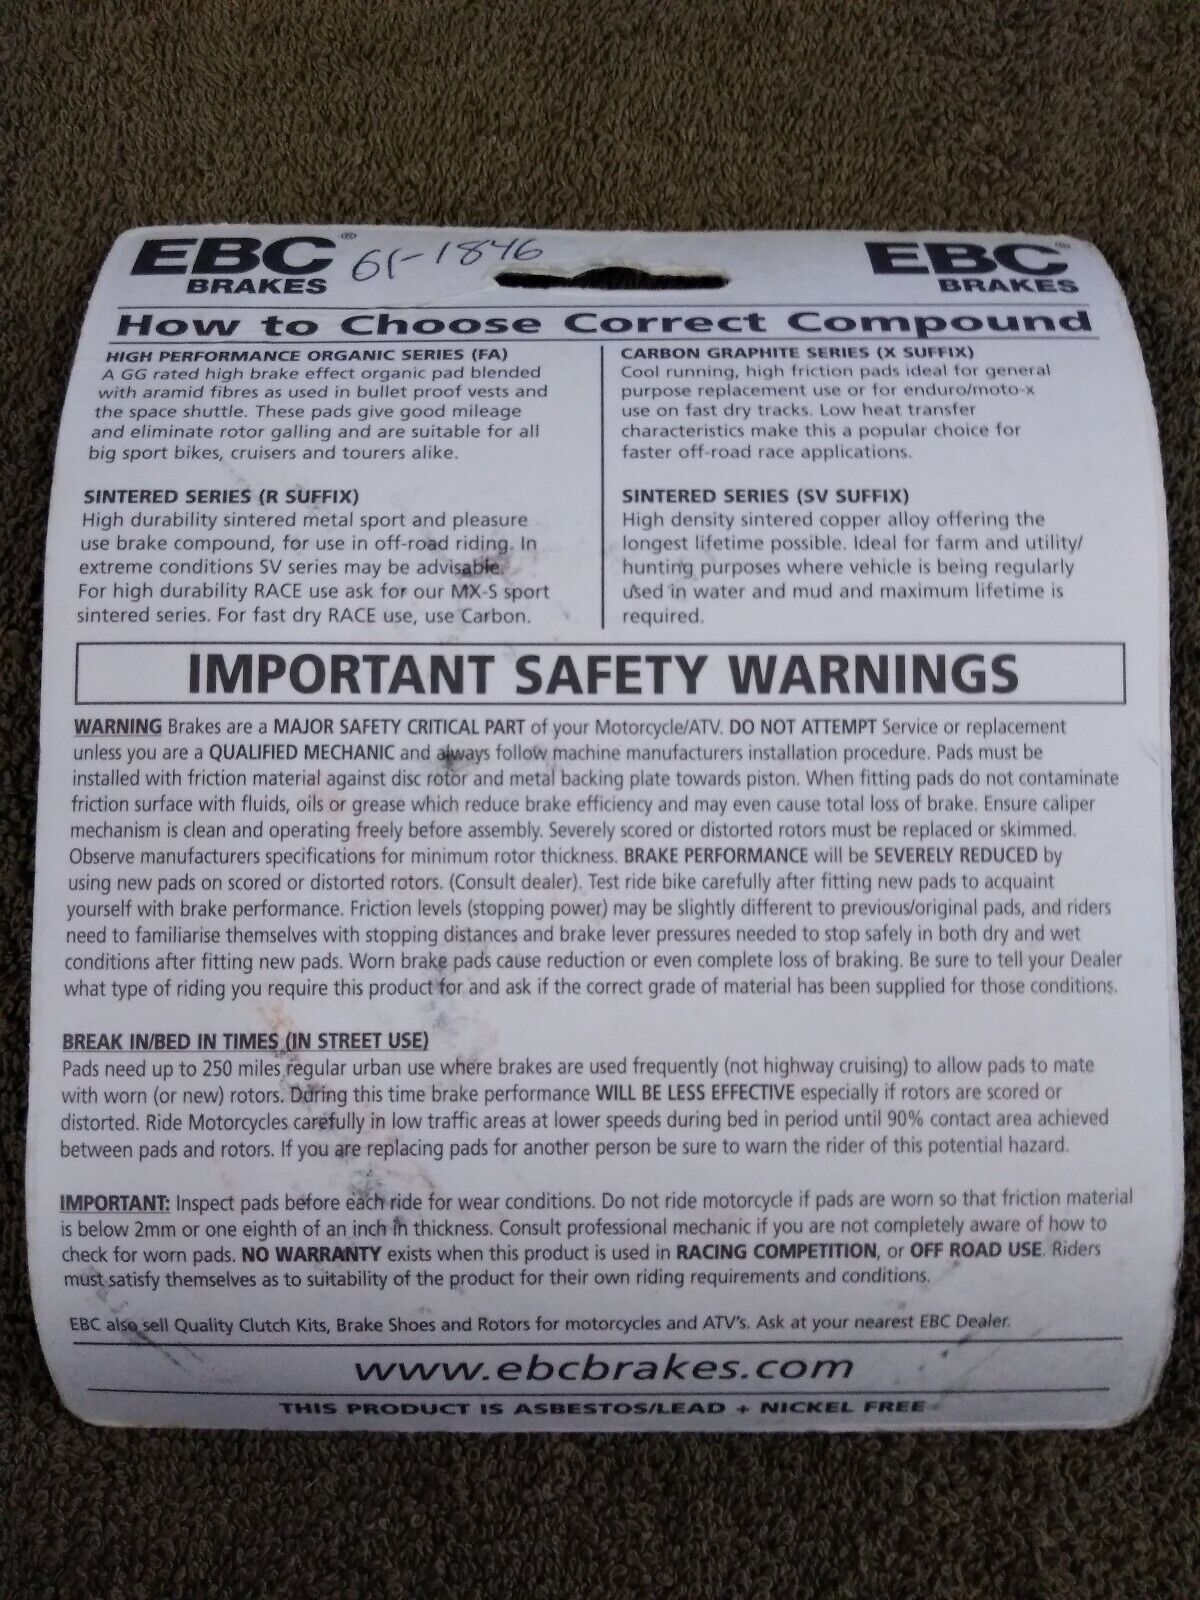 EBC® 61-1846 EBC®
BRAKES BRAKES
How to Choose Correct Compound
HIGH PERFORMANCE ORGANIC SERIES (FA)
A GG rated high brake effect organic pad blended
with aramid fibres as used in bullet proof vests and
the space shuttle. These pads give good mileage
and eliminate rotor galling and are suitable for all
big sport bikes, cruisers and tourers alike.
SINTERED SERIES (R SUFFIX)
High durability sintered metal sport and pleasure
use brake compound, for use in off-road riding. In
extreme conditions SV series may be advisable.
For high durability RACE use ask for our MX-S sport
sintered series. For fast dry RACE use, use Carbon.
CARBON GRAPHITE SERIES (X SUFFIX)
Cool running, high friction pads ideal for general
purpose replacement use or for enduro/moto-x
use on fast dry tracks. Low heat transfer
characteristics make this a popular choice for
faster off-road race applications.
SINTERED SERIES (SV SUFFIX)
High density sintered copper alloy offering the
longest lifetime possible. Ideal for farm and utility/
hunting purposes where vehicle is being regularly
used in water and mud and maximum lifetime is
required.
IMPORTANT SAFETY WARNINGS
WARNING Brakes are a MAJOR SAFETY CRITICAL PART of your Motorcycle/ATV. DO NOT ATTEMPT Service or replacement
unless you are a QUALIFIED MECHANIC and always follow machine manufacturers installation procedure. Pads must be
installed with friction material against disc rotor and metal backing plate towards piston. When fitting pads do not contaminate
friction surface with fluids, oils or grease which reduce brake efficiency and may even cause total loss of brake. Ensure caliper
mechanism is clean and operating freely before assembly. Severely scored or distorted rotors must be replaced or skimmed.
Observe manufacturers specifications for minimum rotor thickness. BRAKE PERFORMANCE will be SEVERELY REDUCED by
using new pads on scored or distorted rotors. (Consult dealer). Test ride bike carefully after fitting new pads to acquaint
yourself with brake performance. Friction levels (stopping power) may be slightly different to previous/original pads, and riders
need to familiarise themselves with stopping distances and brake lever pressures needed to stop safely in both dry and wet
conditions after fitting new pads. Worn brake pads cause reduction or even complete loss of braking. Be sure to tell your Dealer
what type of riding you require this product for and ask if the correct grade of material has been supplied for those conditions.
BREAK IN/BED IN TIMES (IN STREET USE)
Pads need up to 250 miles regular urban use where brakes are used frequently (not highway cruising) to allow pads to mate
with worn (or new) rotors. During this time brake performance WILL BE LESS EFFECTIVE especially if rotors are scored or
distorted. Ride Motorcycles carefully in low traffic areas at lower speeds during bed in period until 90% contact area achieved
between pads and rotors. If you are replacing pads for another person be sure to warn the rider of this potential hazard.
IMPORTANT: Inspect pads before each ride for wear conditions. Do not ride motorcycle if pads are worn so that friction material
is below 2mm or one eighth of an inch in thickness. Consult professional mechanic if you are not completely aware of how to
check for worn pads. NO WARRANTY exists when this product is used in RACING COMPETITION, or OFF ROAD USE. Riders
must satisfy themselves as to suitability of the product for their own riding requirements and conditions.
EBC also sell Quality Clutch Kits, Brake Shoes and Rotors for motorcycles and ATV's. Ask at your nearest EBC Dealer.
www.ebcbrakes.com
THIS PRODUCT IS ASBESTOS/LEAD + NICKEL FREE